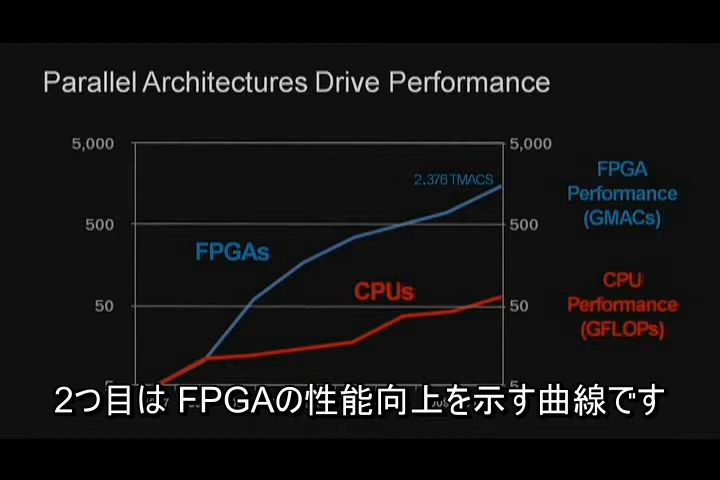 Parallel Architectures Drive Performance
5,000
5,000
2.376 TMACS
FPGA
Performance
(GMACs)
500
500
FPGAs
CPUs
CPU
Performance
(GFLOPs)
50
50
2つ目は FPGAの性能向上を示す曲線です